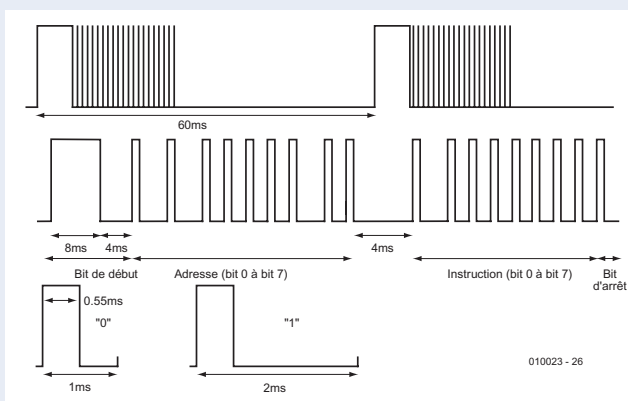 60ms
8ms
4ms
4ms
Bit de début
Adresse (bit 0 à bit 7)
Instruction (bit 0 à bit 7)
Bit
d'arrêt
0.55ms
"0"
"1"
1ms
2ms
010023 - 26